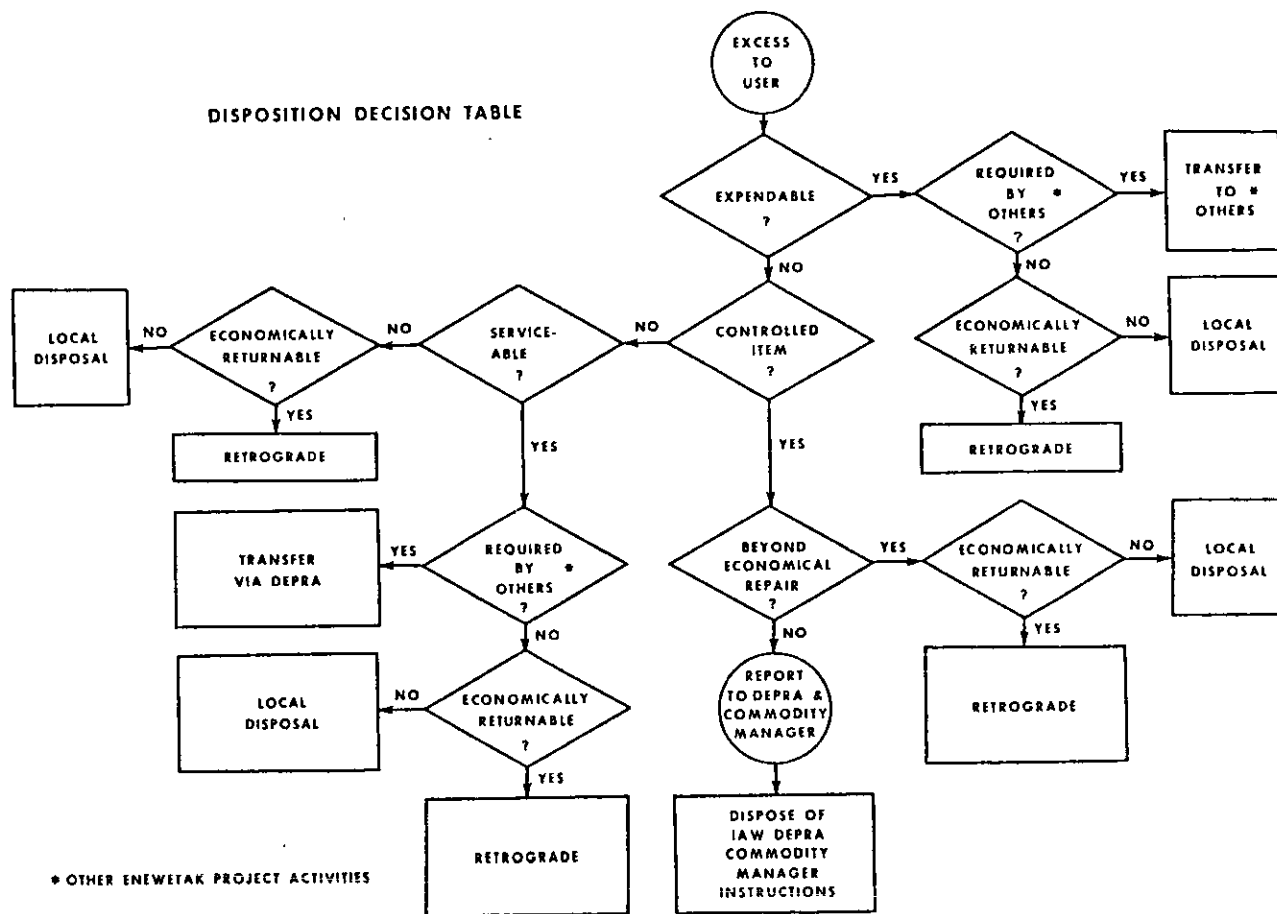 EXCESS
TO
USER
DISPOSITION DECISION TABLE
EXPENDABLE
?
YES
REQUIRED
BY *
OTHERS
?
YES
TRANSFER
TO *
OTHERS
NO
NO
LOCAL
DISPOSAL
NO
ECONOMICALLY
RETURNABLE
?
NO
SERVICE-
ABLE
?
NO
CONTROLLED
ITEM
?
ECONOMICALLY
RETURNABLE
?
NO
LOCAL
DISPOSAL
YES
RETROGRADE
YES
YES
YES
RETROGRADE
TRANSFER
VIA DEPRA
YES
REQUIRED
BY *
OTHERS
?
BEYOND
ECONOMICAL
REPAIR
?
YES
ECONOMICALLY
RETURNABLE
?
NO
LOCAL
DISPOSAL
NO
NO
YES
LOCAL
DISPOSAL
NO
ECONOMICALLY
RETURNABLE
?
REPORT
TO DEPRA &
COMMODITY
MANAGER
RETROGRADE
YES
RETROGRADE
DISPOSE OF
IAW DEPRA
COMMODITY
MANAGER
INSTRUCTIONS
* OTHER ENEWETAK PROJECT ACTIVITIES